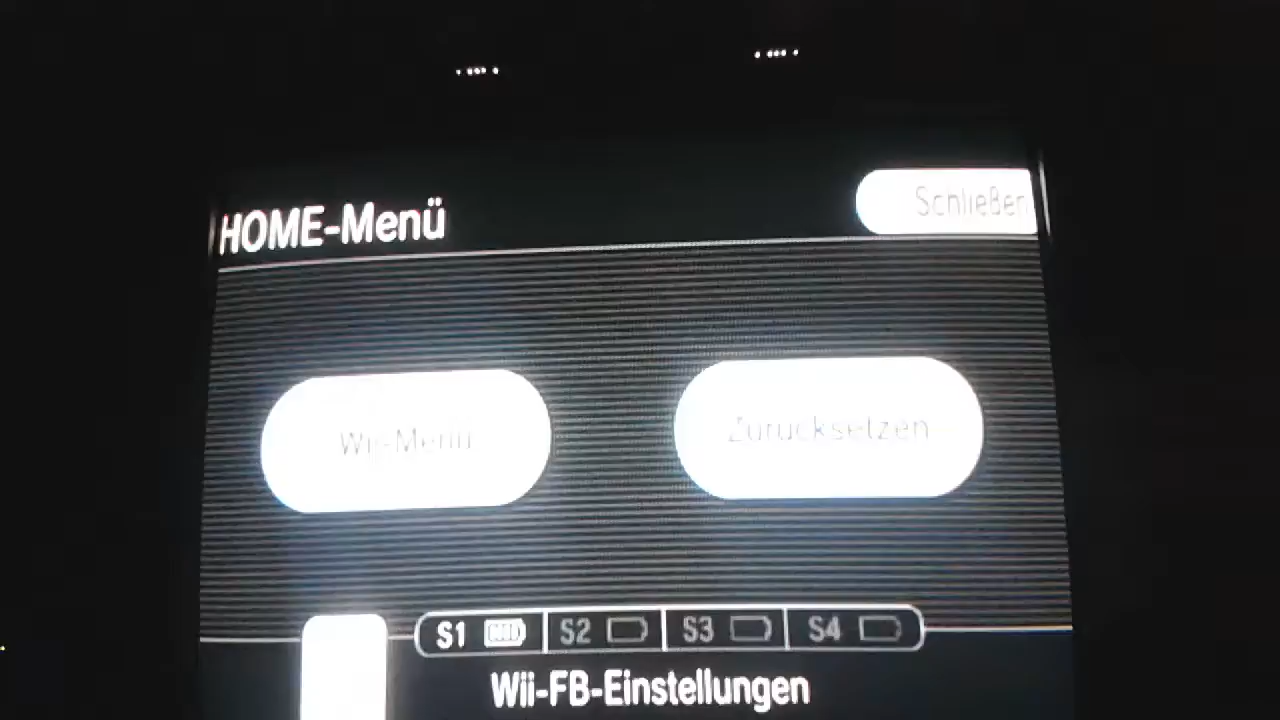 HOME-Menü
Schließen
Wii-Menü
Zurücksetzen
S1 S2 S3 S4
Wii-FB-Einstellungen